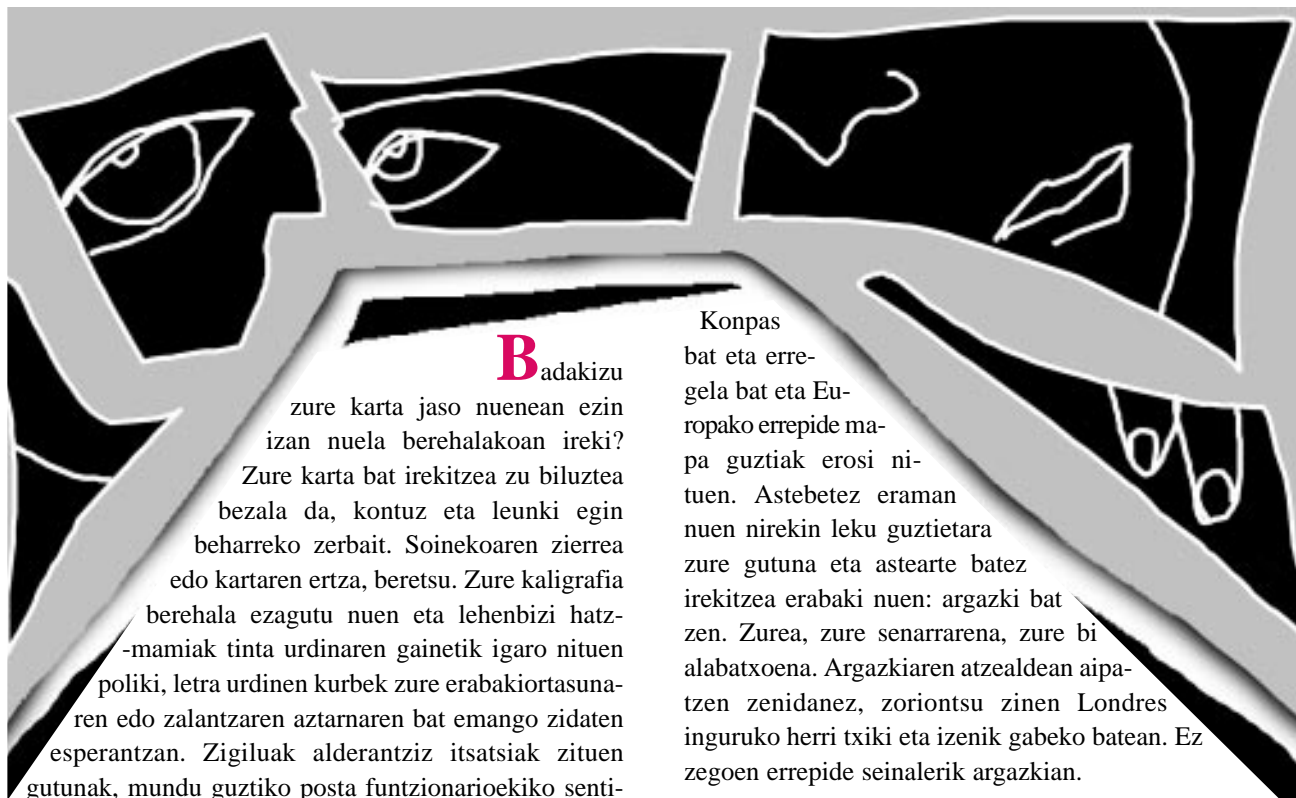 Badakizu
zure karta jaso nuenean ezin
izan nuela berehalakoan ireki?
Zure karta bat irekitzea zu biluztea
bezala da, kontuz eta leunki egin
beharreko zerbait. Soinekoaren zierrea
edo kartaren ertza, beretsu. Zure kaligrafia
berehala ezagutu nuen eta lehenbizi hatz-
-mamiak tinta urdinaren gainetik igaro nituen
poliki, letra urdinen kurbek zure erabakiortasuna-
ren edo zalantzaren aztarnaren bat emango zidaten
esperantzan. Zigiluak alderantziz itsatsiak zituen
gutunak, mundu guztiko posta funtzionarioekiko senti-
Konpas
bat eta erre-
gela bat eta Eu-
ropako errepide ma-
pa guztiak erosi ni-
tuen. Astebetez eraman
nuen nirekin leku guztietara
zure gutuna eta astearte batez
irekitzea erabaki nuen: argazki bat
zen. Zurea, zure senarrarena, zure bi
alabatxoena. Argazkiaren atzealdean aipa-
tzen zenidanez, zoriontsu zinen Londres
inguruko herri txiki eta izenik gabeko batean. Ez
zegoen errepide seinalerik argazkian.